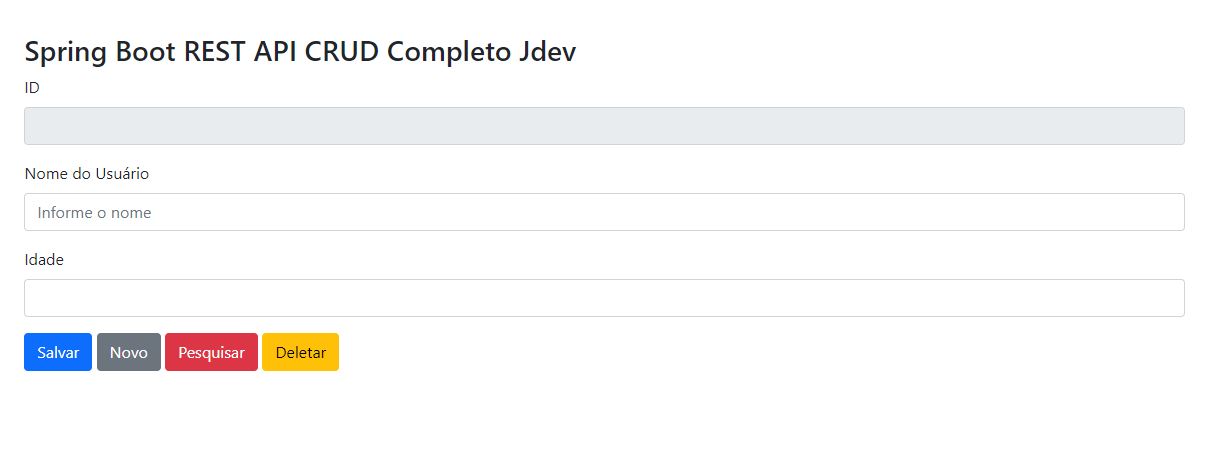 Spring Boot REST API CRUD Completo Jdev
ID
Nome do Usuário
Informe o nome
Idade
Salvar Novo Pesquisar Deletar